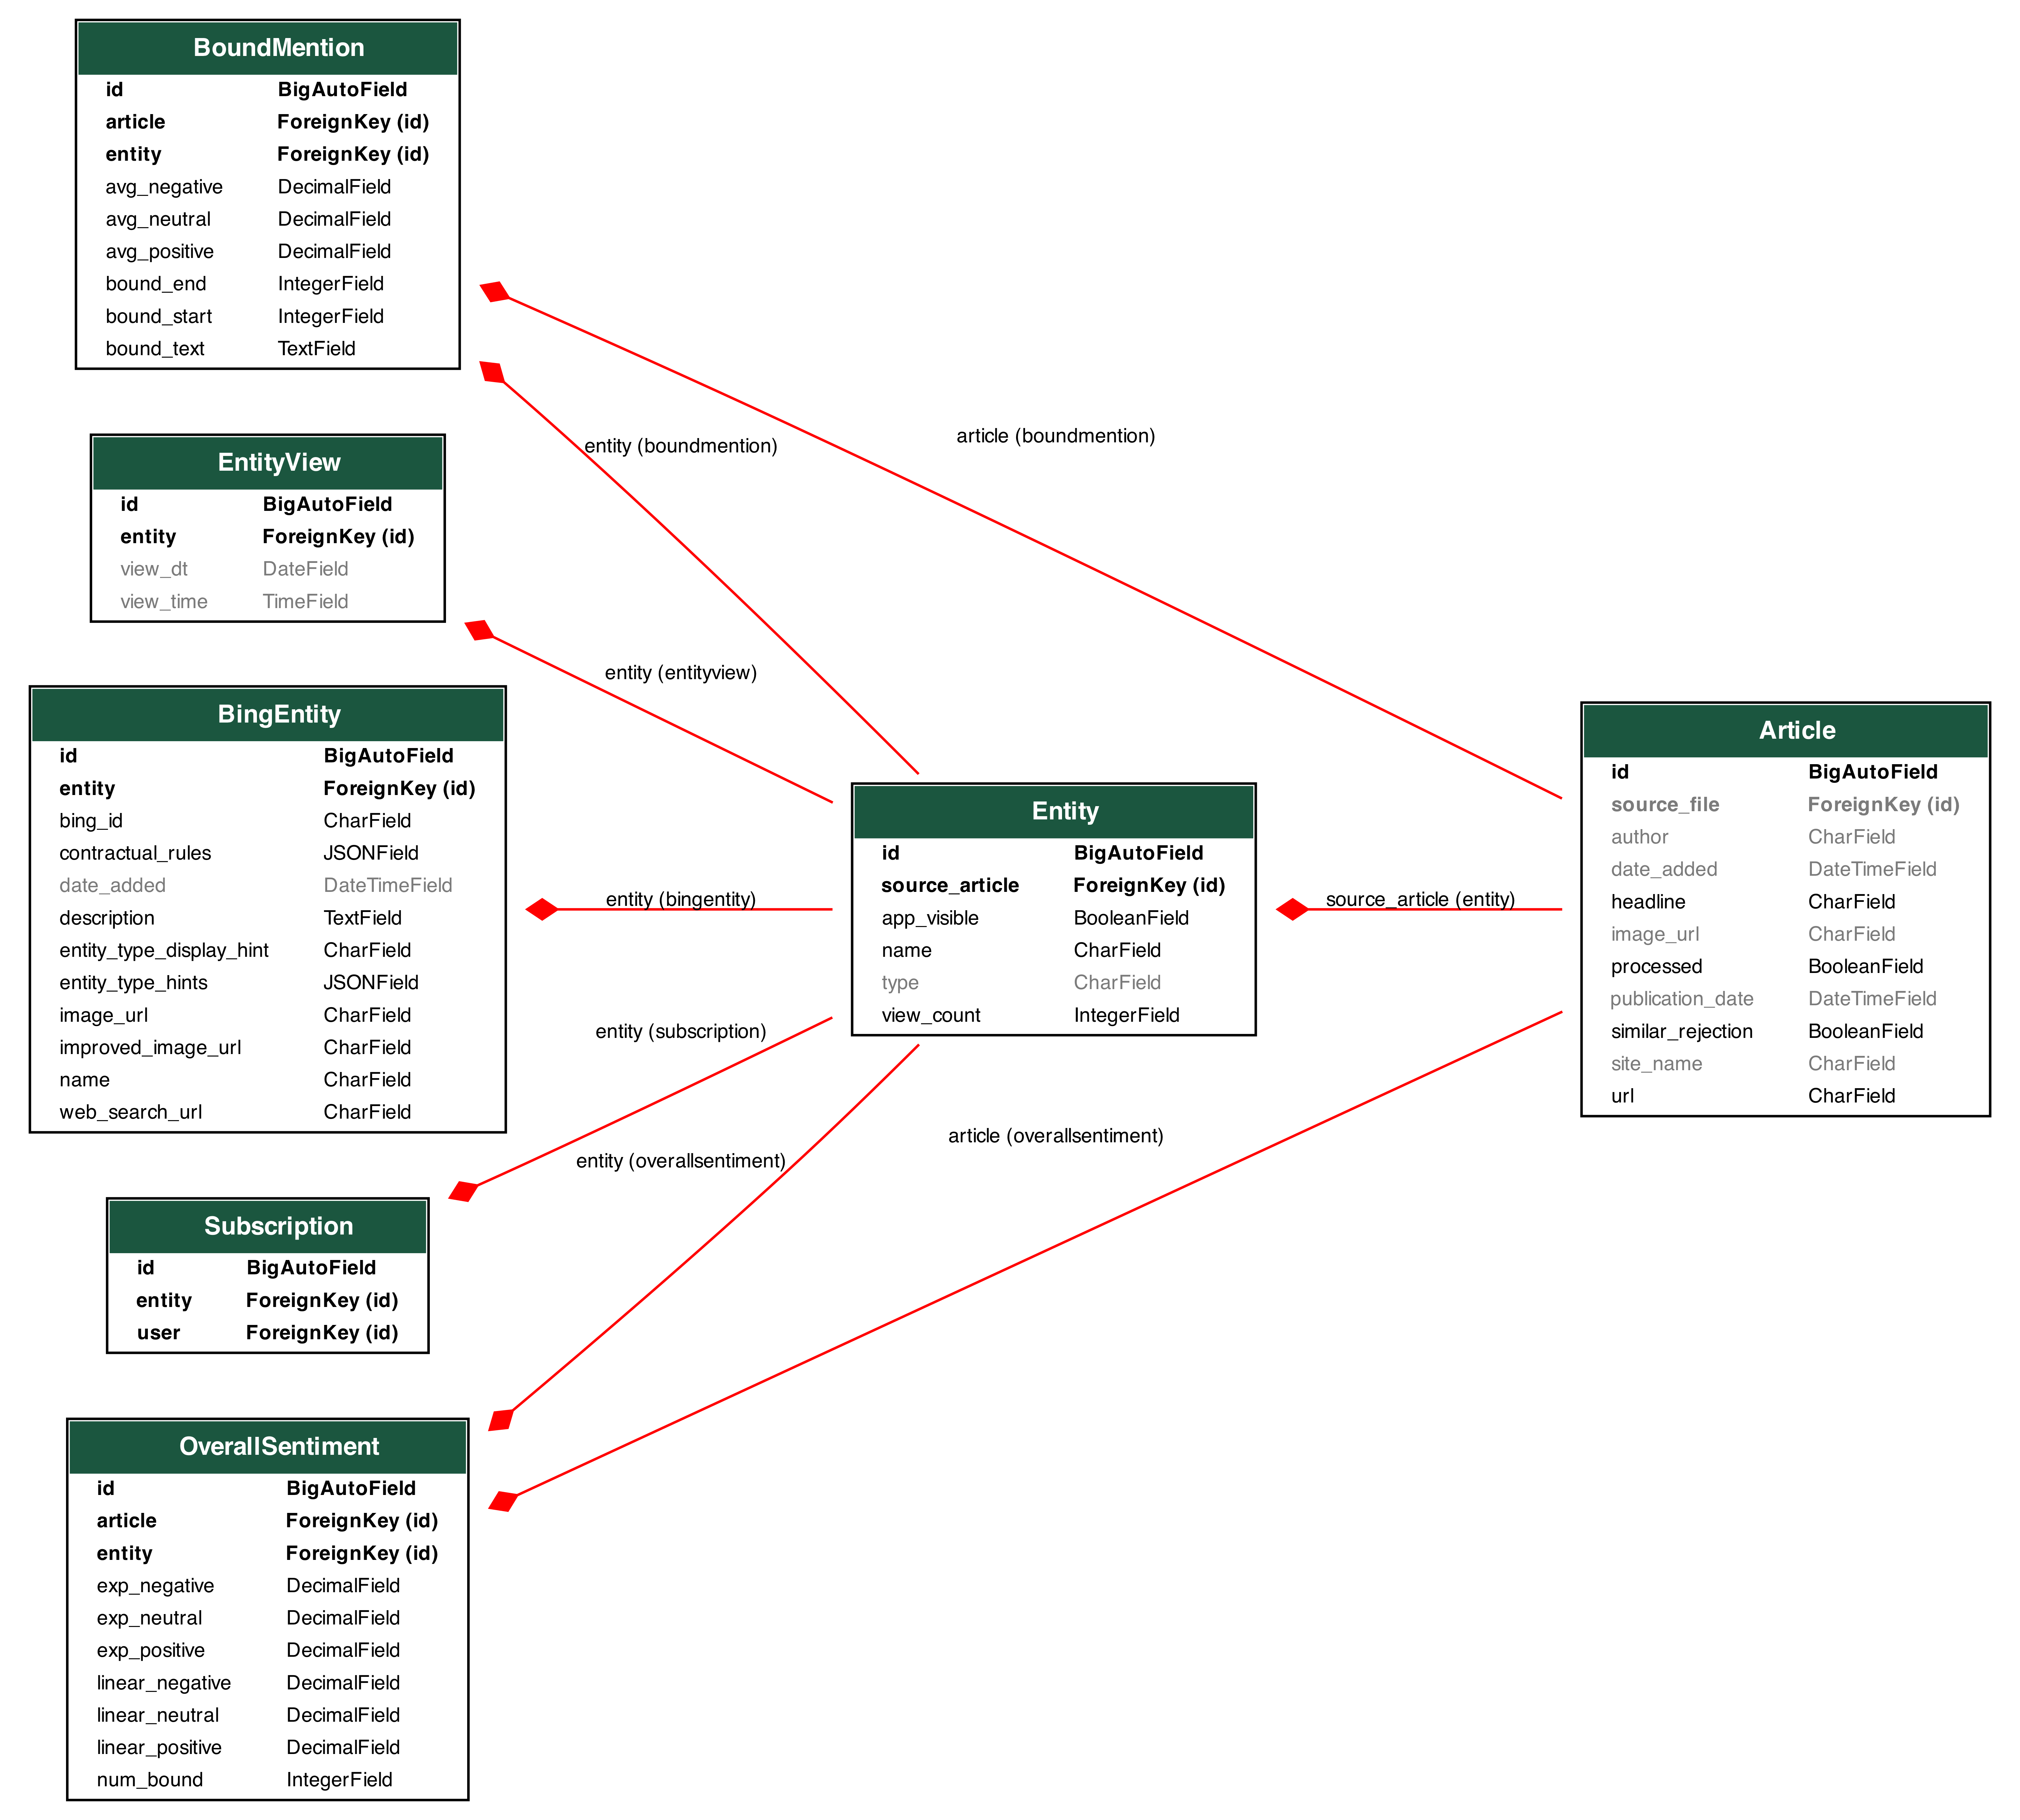 BoundMention
id BigAutoField
article ForeignKey (id)
entity ForeignKey (id)
avg_negative DecimalField
avg_neutral DecimalField
avg_positive DecimalField
bound_end IntegerField
bound_start IntegerField
bound_text TextField
entity (boundmention)
article (boundmention)
EntityView
id BigAutoField
entity ForeignKey (id)
view_dt DateField
view_time TimeField
entity (entityview)
BingEntity
id BigAutoField
entity ForeignKey (id)
bing_id CharField
contractual_rules JSONField
date_added DateTimeField
description TextField
entity_type_display_hint CharField
entity_type_hints JSONField
image_url CharField
improved_image_url CharField
name CharField
web_search_url CharField
entity (bingentity)
Entity
id BigAutoField
source_article ForeignKey (id)
app_visible BooleanField
name CharField
type CharField
view_count IntegerField
source_article (entity)
Article
id BigAutoField
source_file ForeignKey (id)
author CharField
date_added DateTimeField
headline CharField
image_url CharField
processed BooleanField
publication_date DateTimeField
similar_rejection BooleanField
site_name CharField
url CharField
entity (subscription)
entity (overallsentiment)
article (overallsentiment)
Subscription
id BigAutoField
entity ForeignKey (id)
user ForeignKey (id)
OverallSentiment
id BigAutoField
article ForeignKey (id)
entity ForeignKey (id)
exp_negative DecimalField
exp_neutral DecimalField
exp_positive DecimalField
linear_negative DecimalField
linear_neutral DecimalField
linear_positive DecimalField
num_bound IntegerField